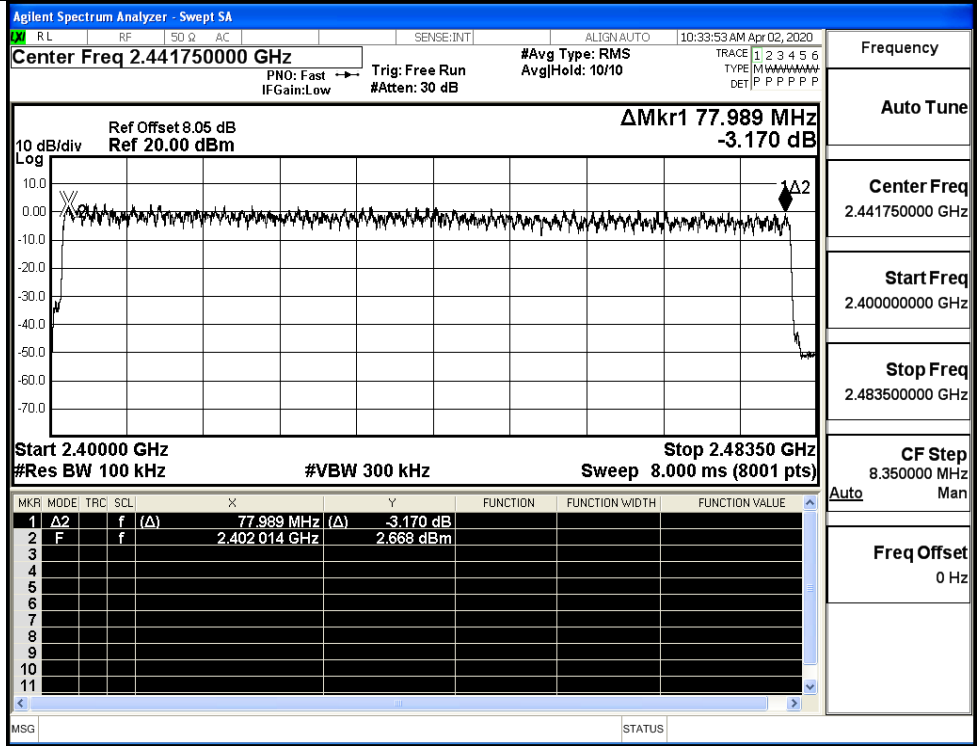 Agilent Spectrum Analyzer - Swept SA
LXI RL RF 50 Ω AC SENSE:INT ALIGNAUTO 10:33:53 AM Apr 02, 2020
Center Freq 2.441750000 GHz
PNO: Fast
IFGain:Low
Trig: Free Run
#Atten: 30 dB
#Avg Type: RMS
Avg|Hold: 10/10
TRACE 1 2 3 4 5 6
TYPE M W W W W W
DET P P P P P P
Ref Offset 8.05 dB
10 dB/div Ref 20.00 dBm
Log
ΔMkr1 77.989 MHz
-3.170 dB
10.0
0.00
-10.0
-20.0
-30.0
-40.0
-50.0
-60.0
-70.0
1Δ2
Start 2.40000 GHz Stop 2.48350 GHz
#Res BW 100 kHz #VBW 300 kHz Sweep 8.000 ms (8001 pts)
MKR MODE TRC SCL X Y FUNCTION FUNCTION WIDTH FUNCTION VALUE
1 Δ2 f (Δ) 77.989 MHz (Δ) -3.170 dB
2 F f 2.402 014 GHz 2.668 dBm
3
4
5
6
7
8
9
10
11
MSG STATUS
Frequency
Auto Tune
Center Freq
2.441750000 GHz
Start Freq
2.400000000 GHz
Stop Freq
2.483500000 GHz
CF Step
8.350000 MHz
Auto Man
Freq Offset
0 Hz